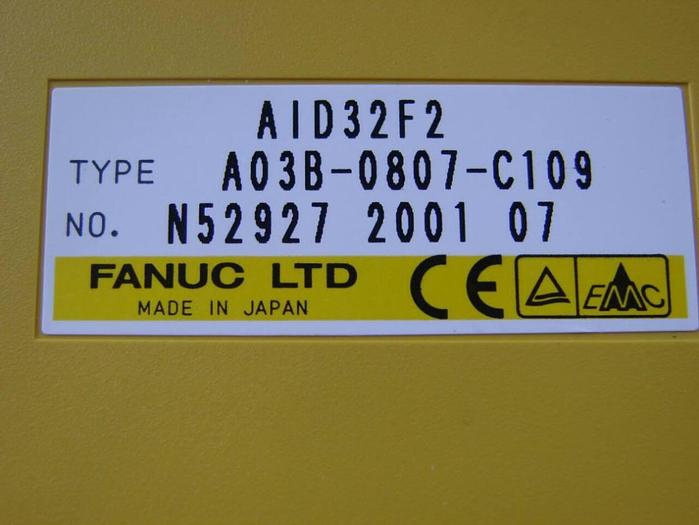 AID32F2
TYPE A03B-0807-C109
NO. N52927 2001 07
FANUC LTD
MADE IN JAPAN
CE EMC